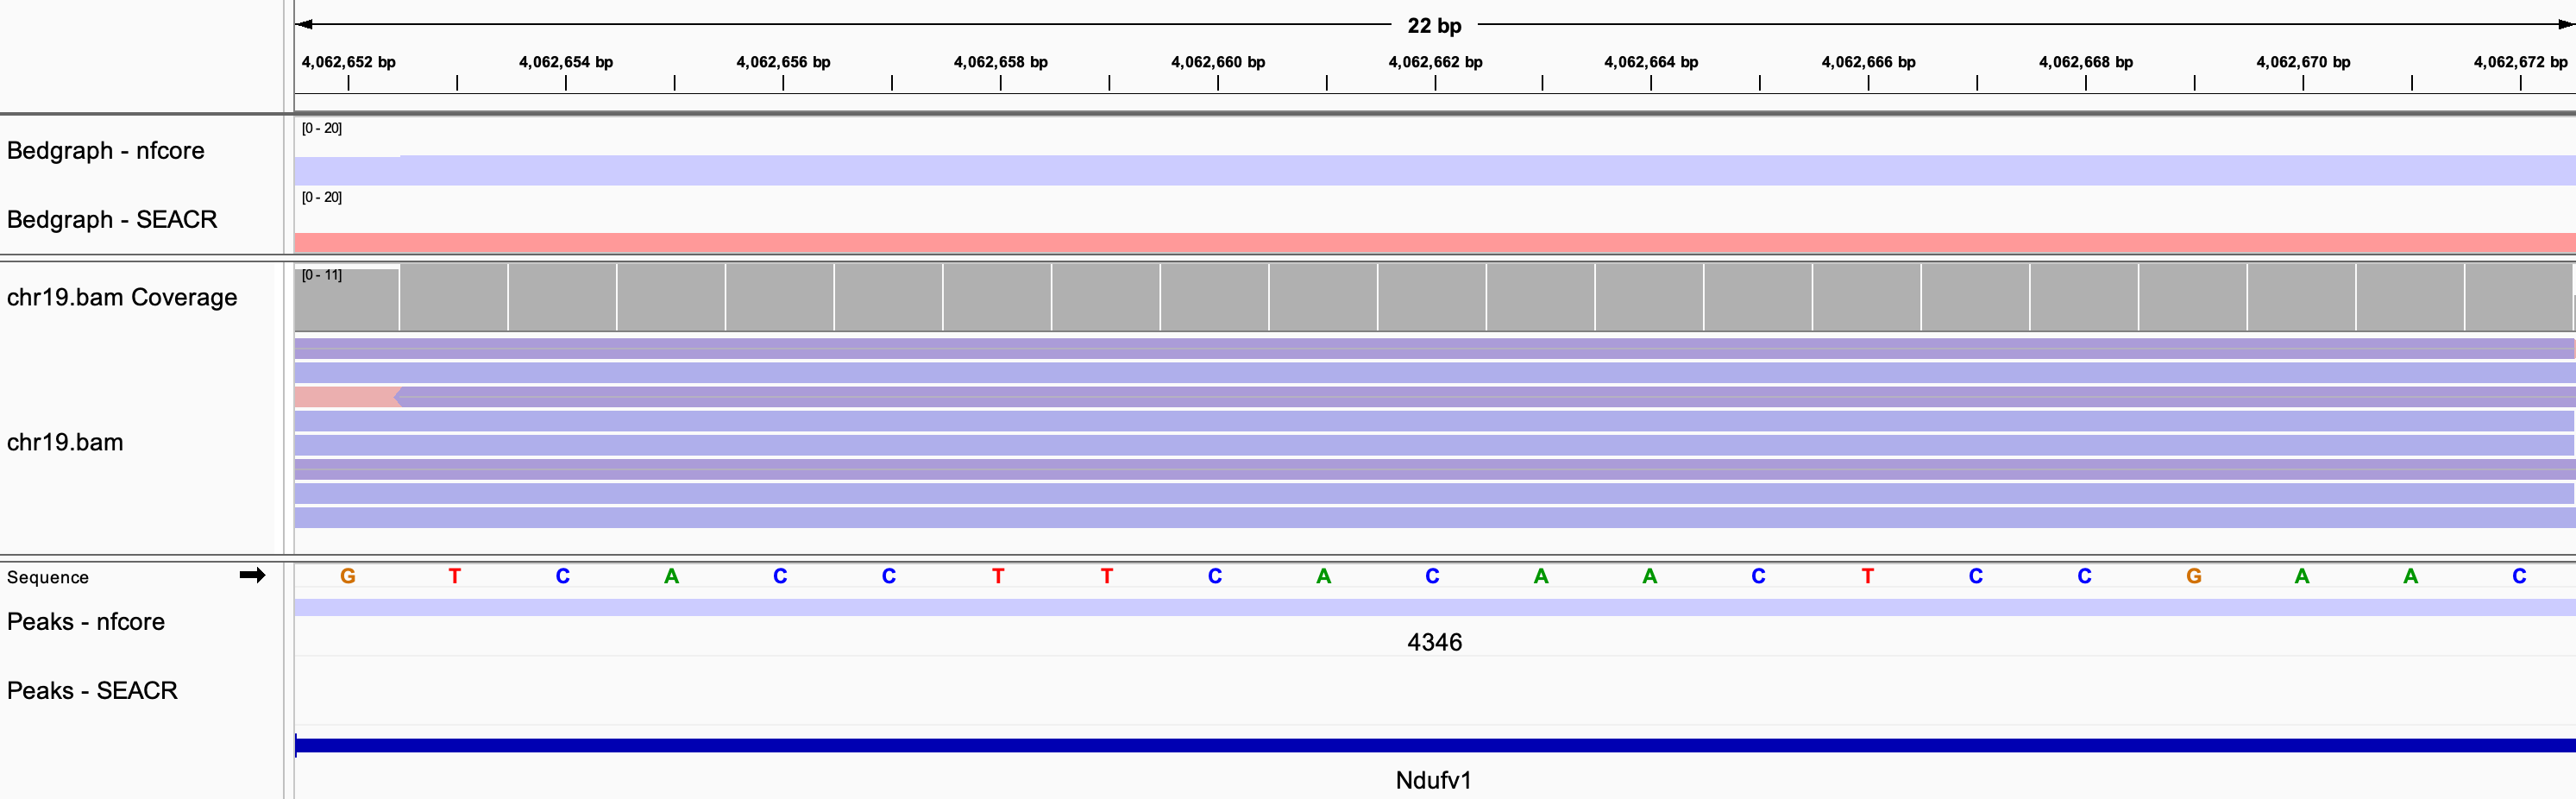 22 bp
4,062,652 bp 4,062,654 bp 4,062,656 bp 4,062,658 bp 4,062,660 bp 4,062,662 bp 4,062,664 bp 4,062,666 bp 4,062,668 bp 4,062,670 bp 4,062,672 bp
[0 - 20]
Bedgraph - nfcore
[0 - 20]
Bedgraph - SEACR
[0 - 11]
chr19.bam Coverage
chr19.bam
Sequence G T C A C C T T C A C A A C T C C G A A C
Peaks - nfcore
4346
Peaks - SEACR
Ndufv1